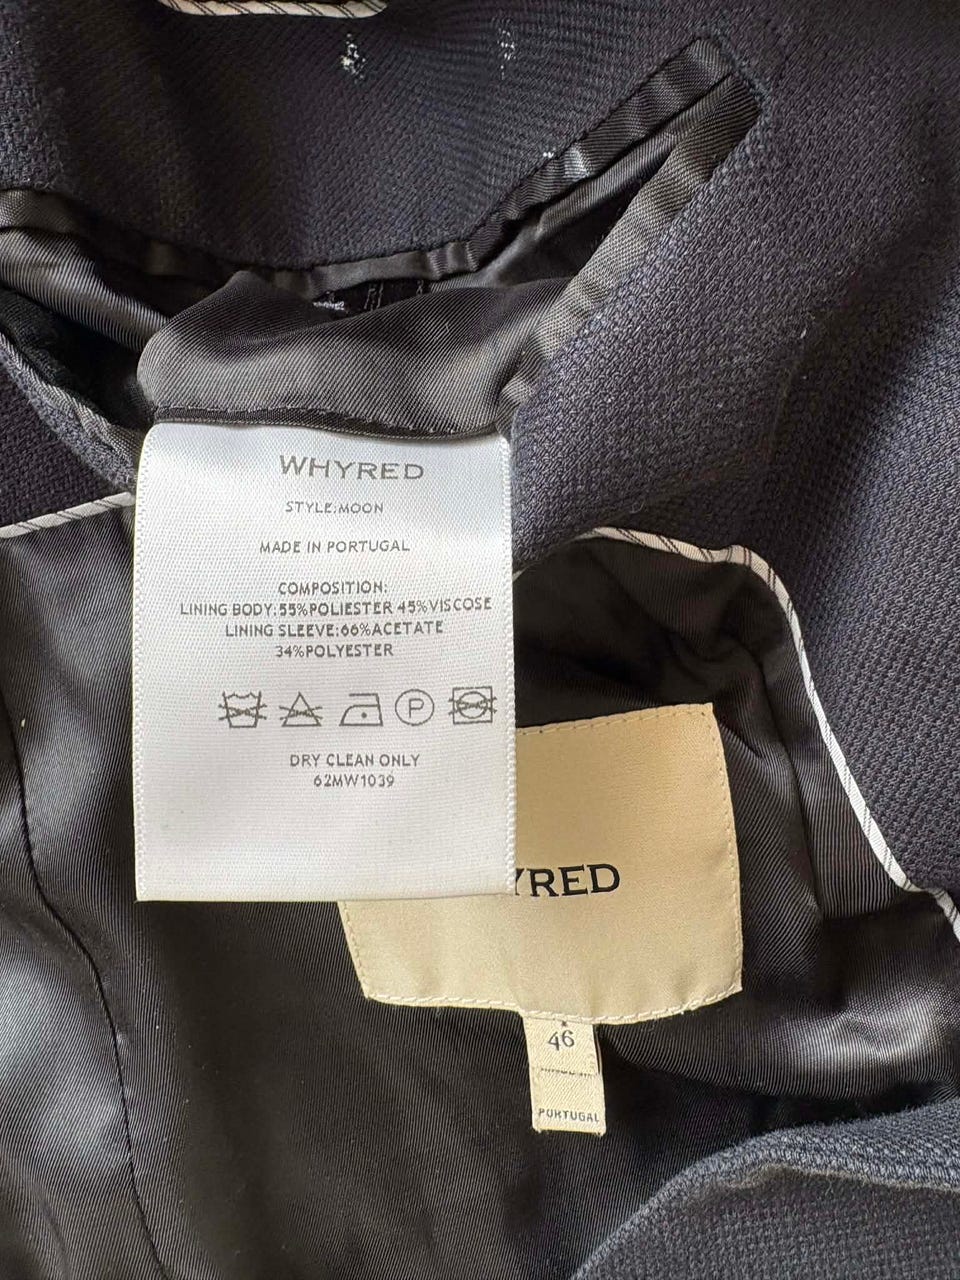 WHYRED
STYLE:MOON
MADE IN PORTUGAL
COMPOSITION:
LINING BODY:55%POLIESTER 45%VISCOSE
LINING SLEEVE:66%ACETATE
34%POLYESTER
P
DRY CLEAN ONLY
62MW1039
YRED
46
PORTUGAL